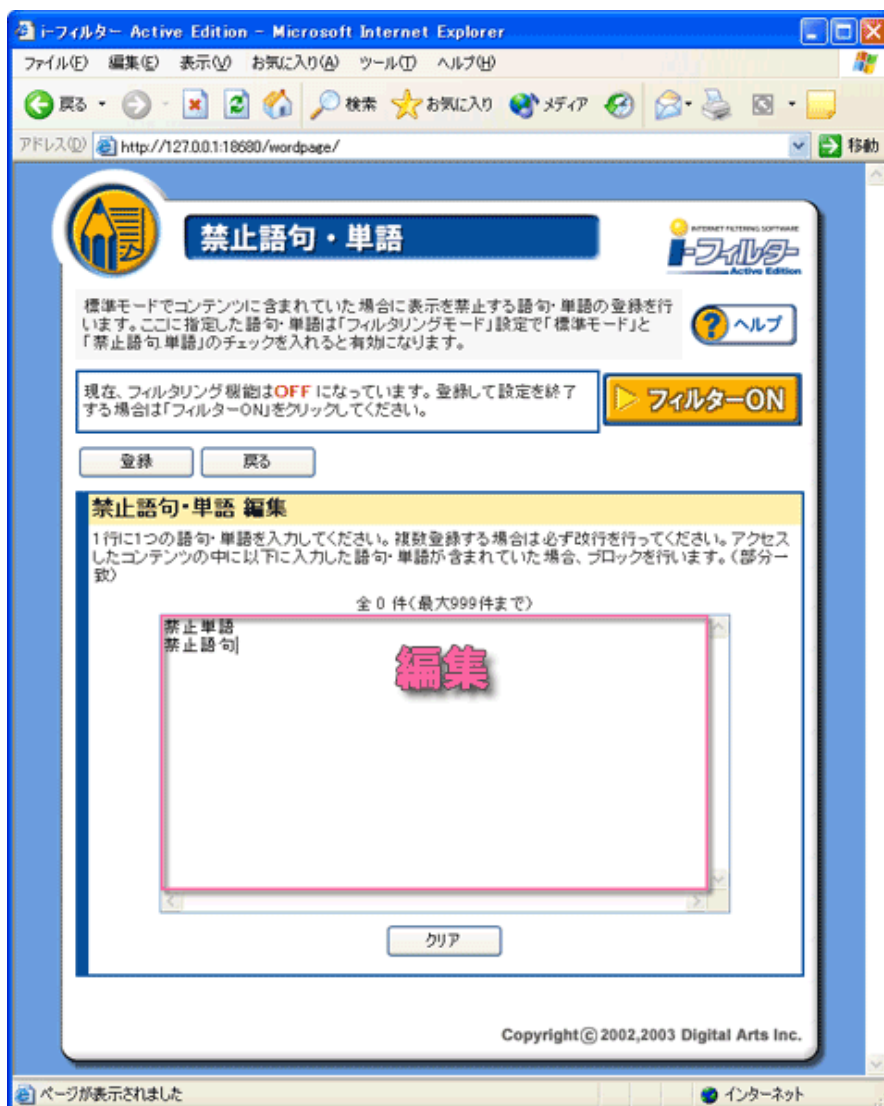 i-フィルター Active Edition - Microsoft Internet Explorer
ファイル(F) 編集(E) 表示(V) お気に入り(A) ツール(T) ヘルプ(H)
戻る 検索 お気に入り メディア
アドレス(D) http://127.0.0.1:18680/wordpage/ 移動
禁止語句・単語
INTERNET FILTERING SOFTWARE
i-フィルター
Active Edition
標準モードでコンテンツに含まれていた場合に表示を禁止する語句・単語の登録を行
います。ここに指定した語句・単語は「フィルタリングモード」設定で「標準モード」と
「禁止語句.単語」のチェックを入れると有効になります。
ヘルプ
現在、フィルタリング機能はOFF になっています。登録して設定を終了
する場合は「フィルターON」をクリックしてください。
フィルターON
登録 戻る
禁止語句・単語 編集
1行に1つの語句・単語を入力してください。複数登録する場合は必ず改行を行ってください。アクセス
したコンテンツの中に以下に入力した語句・単語が含まれていた場合、ブロックを行います。(部分一
致)
全 0 件(最大999件まで)
禁止単語
禁止語句
編集
クリア
Copyright© 2002,2003 Digital Arts Inc.
ページが表示されました インターネット